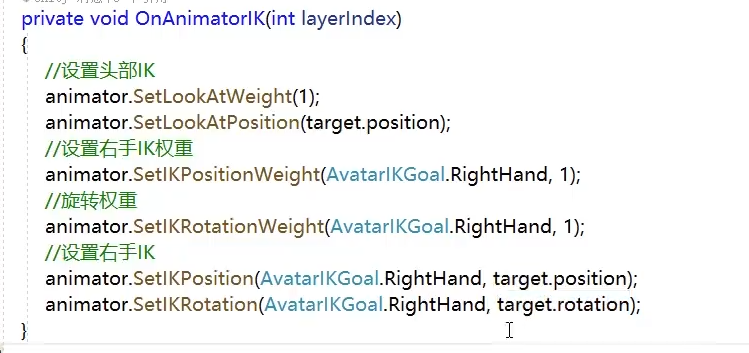 private void OnAnimatorIK(int layerIndex)
{
//设置头部IK
animator.SetLookAtWeight(1);
animator.SetLookAtPosition(target.position);
//设置右手IK权重
animator.SetIKPositionWeight(AvatarIKGoal.RightHand, 1);
//旋转权重
animator.SetIKRotationWeight(AvatarIKGoal.RightHand, 1);
//设置右手IK
animator.SetIKPosition(AvatarIKGoal.RightHand, target.position);
animator.SetIKRotation(AvatarIKGoal.RightHand, target.rotation);
}